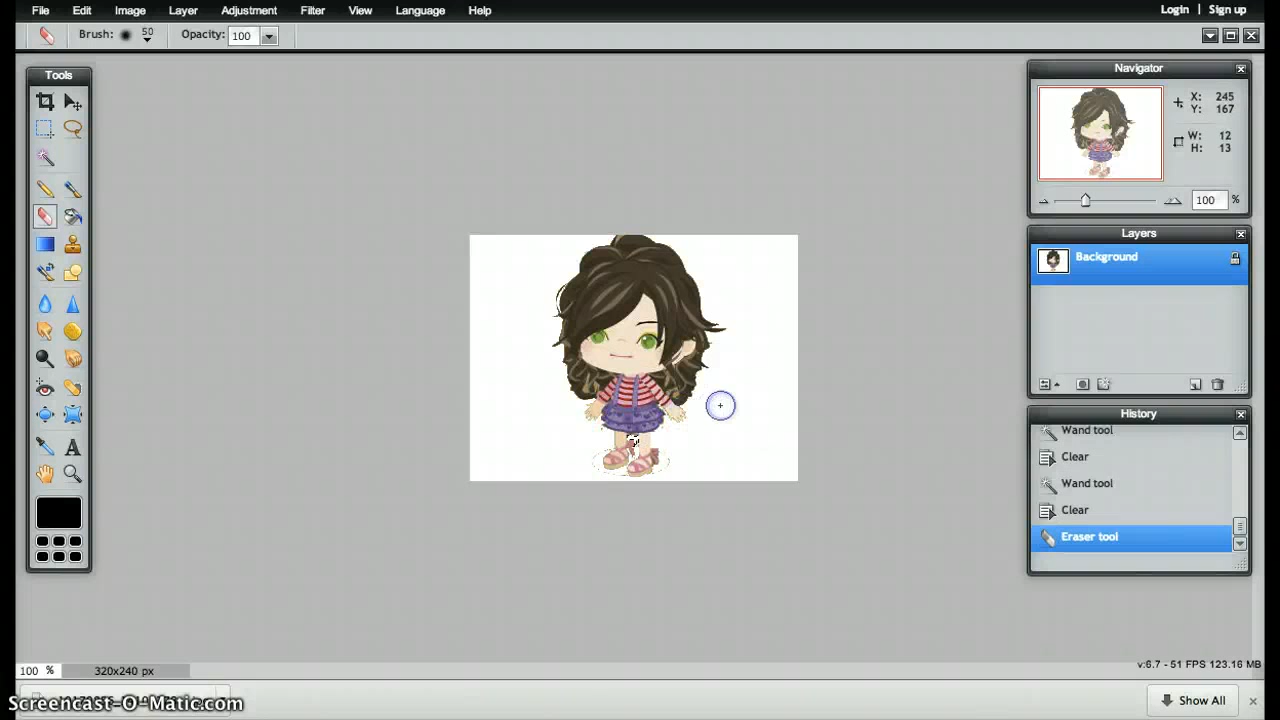 File Edit Image Layer Adjustment Filter View Language Help
Login | Sign up
Brush: 50 Opacity: 100
Tools
Navigator
X: 245
Y: 167
W: 12
H: 13
100 %
Layers
Background
History
Wand tool
Clear
Wand tool
Clear
Eraser tool
100 % 320x240 px
v:6.7 - 51 FPS 123.16 MB
Screencast-O-Matic.com
Show All